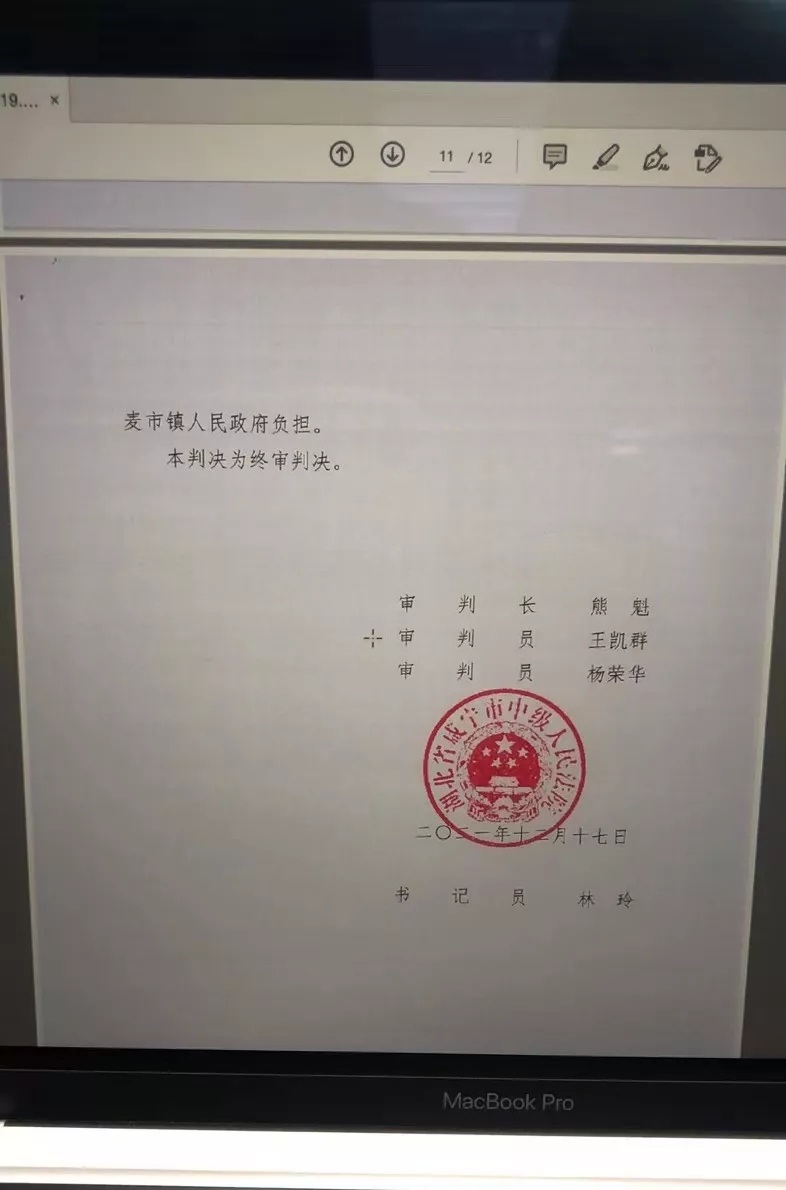 19.... ×
11 / 12
麦市镇人民政府负担。
本判决为终审判决。
审 判 长 熊 魁
审 判 员 王凯群
审 判 员 杨荣华
湖北省咸宁市中级人民法院
二〇二一年十二月十七日
书 记 员 林 玲
MacBook Pro